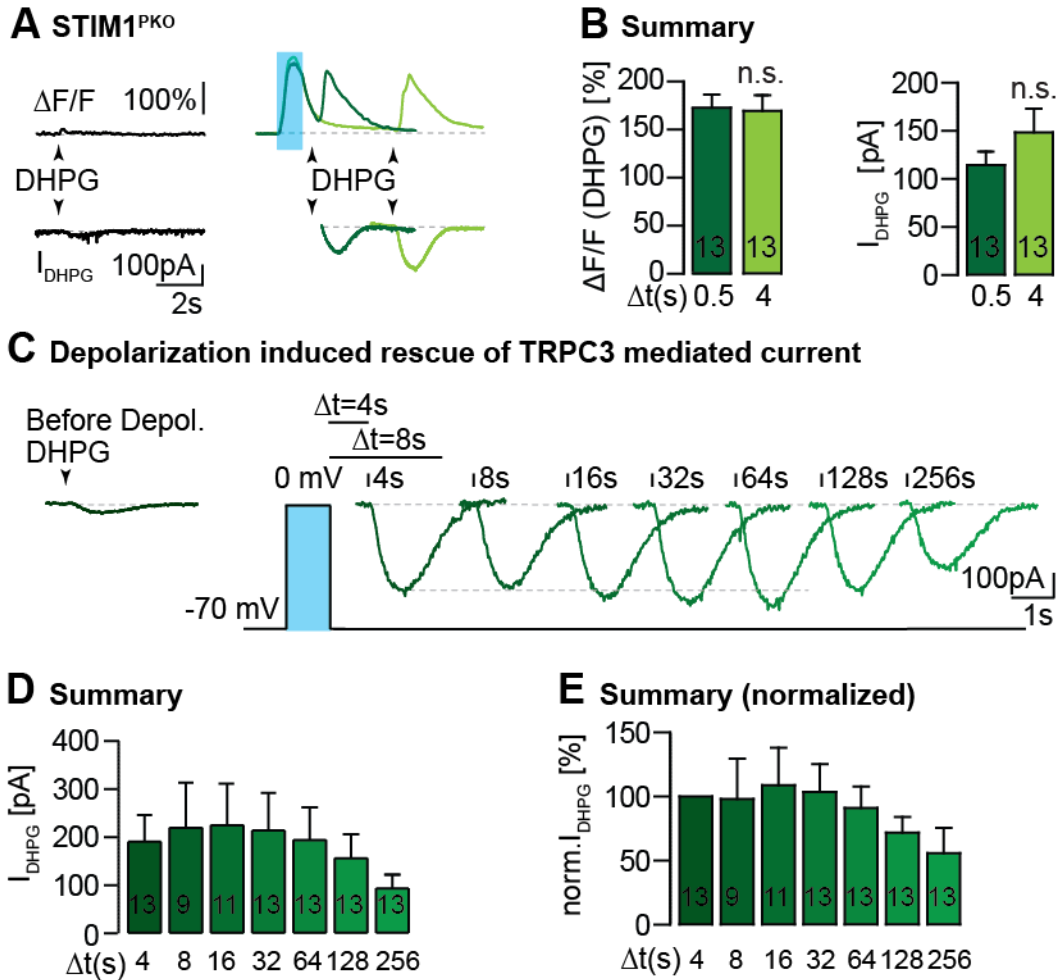 A STIM1PKO
ΔF/F 100%
DHPG
DHPG
IDHPG 100pA
2s
B Summary
ΔF/F (DHPG) [%]
200
150
100
50
0
n.s.
13 13
Δt(s) 0.5 4
IDHPG [pA]
200
150
100
50
0
n.s.
13 13
0.5 4
C Depolarization induced rescue of TRPC3 mediated current
Before Depol.
DHPG
Δt=4s
Δt=8s
0 mV 4s 8s 16s 32s 64s 128s 256s
-70 mV
100pA
1s
D Summary
IDHPG [pA]
400
300
200
100
0
13 9 11 13 13 13 13
Δt(s) 4 8 16 32 64 128 256
E Summary (normalized)
norm.IDHPG [%]
150
100
50
0
13 9 11 13 13 13 13
Δt(s) 4 8 16 32 64 128 256